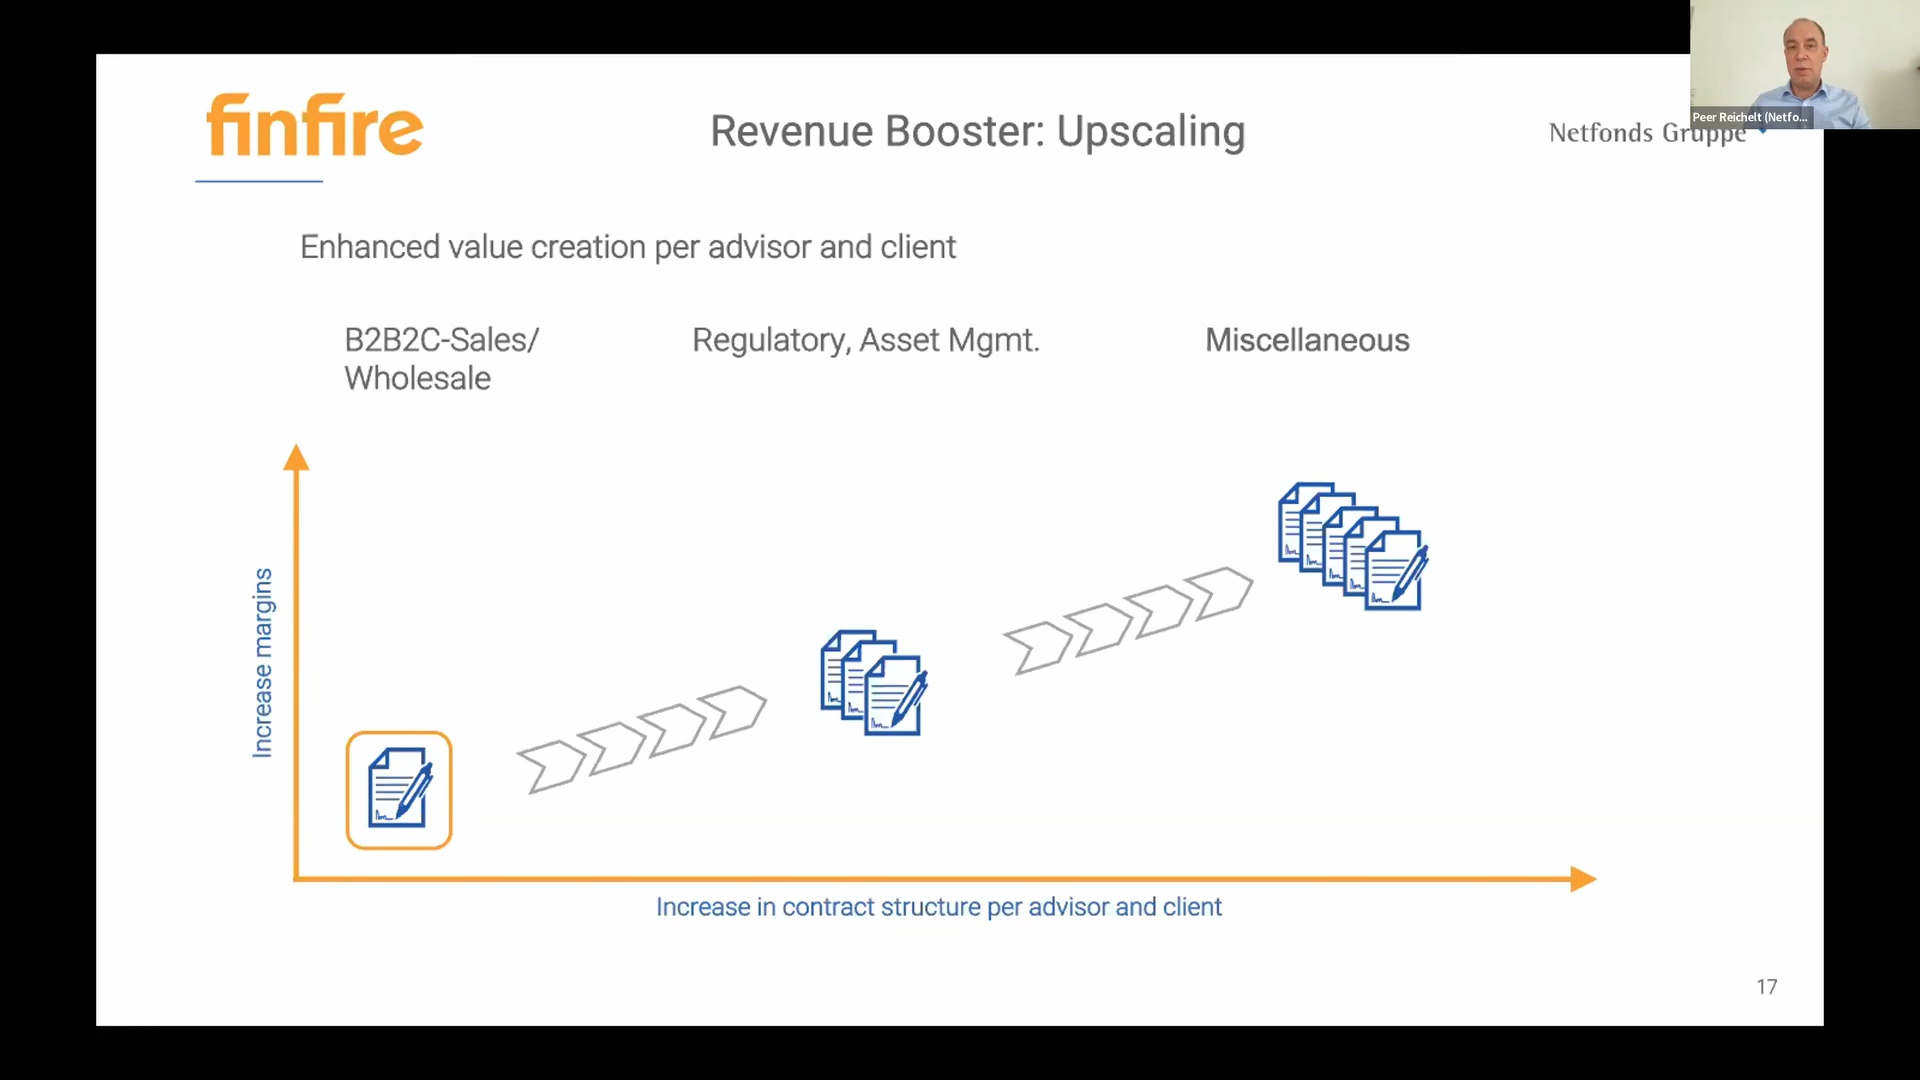 finfire
Revenue Booster: Upscaling
Peer Reichelt (Netfo...
Netfonds Gruppe
Enhanced value creation per advisor and client
B2B2C-Sales/
Wholesale
Regulatory, Asset Mgmt.
Miscellaneous
Increase margins
Increase in contract structure per advisor and client
17